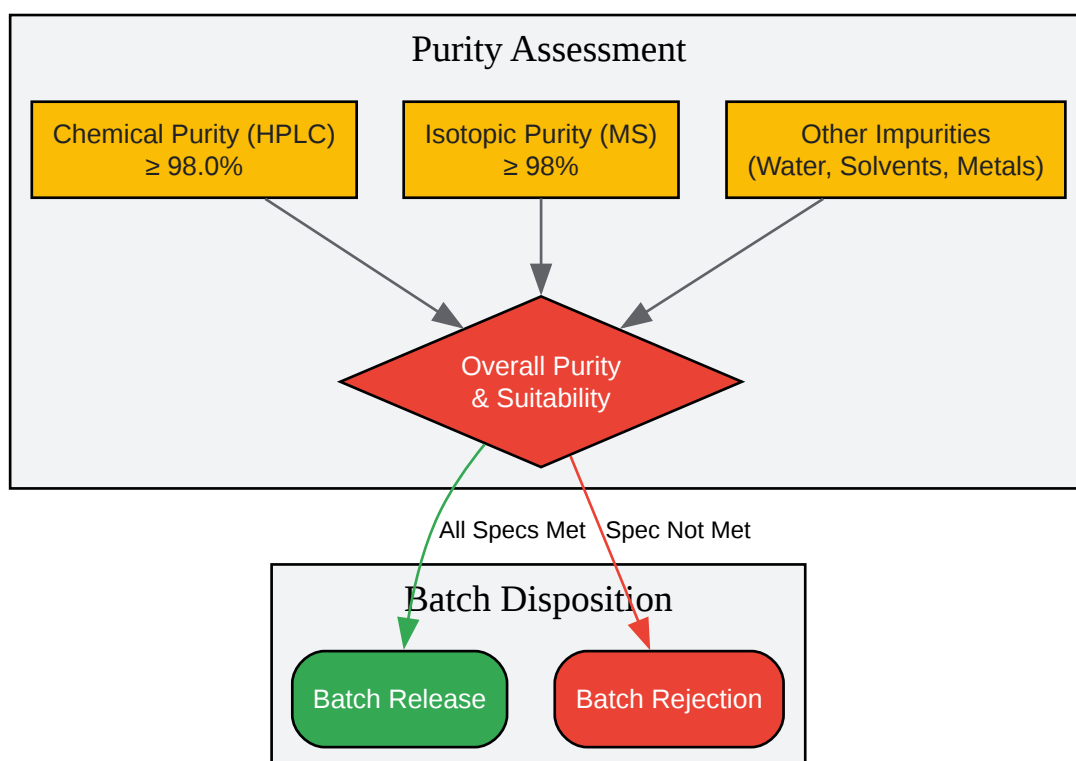 Purity Assessment
Chemical Purity (HPLC)
≥ 98.0%
Isotopic Purity (MS)
≥ 98%
Other Impurities
(Water, Solvents, Metals)
Overall Purity
& Suitability
All Specs Met
Spec Not Met
Batch Disposition
Batch Release
Batch Rejection